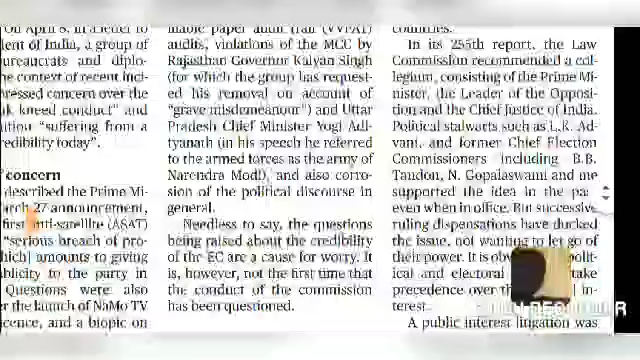 On April 8, in a letter to
dent of India, a group of
ureaucrats and diplo-
he context of recent inci-
pressed concern over the
ak kneed conduct" and
ution "suffering from a
redibility today".
concern
described the Prime Mi-
arch 27 announcement,
first anti-satellite (ASAT)
"serious breach of pro-
hich] amounts to giving
ublicity to the party in
Questions were also
er the launch of NaMo TV
icence, and a biopic on
fiable paper audit trail (VVPAT)
audits, violations of the MCC by
Rajasthan Governor Kalyan Singh
(for which the group has request-
ed his removal on account of
"grave misdemeanour") and Uttar
Pradesh Chief Minister Yogi Adi-
tyanath (in his speech he referred
to the armed forces as the army of
Narendra Modi), and also corro-
sion of the political discourse in
general.
Needless to say, the questions
being raised about the credibility
of the EC are a cause for worry. It
is, however, not the first time that
the conduct of the commission
has been questioned.
countries.
In its 255th report, the Law
Commission recommended a col-
legium, consisting of the Prime Mi-
nister, the Leader of the Opposi-
tion and the Chief Justice of India.
Political stalwarts such as L.K. Ad-
vani, and former Chief Election
Commissioners including B.B.
Tandon, N. Gopalaswami and me
supported the idea in the pa
even when in office. But successive
ruling dispensations have ducked
the issue, not wanting to let go of
their power. It is obv polit-
ical and electoral take
precedence over th in-
terest.
A public interest litigation was